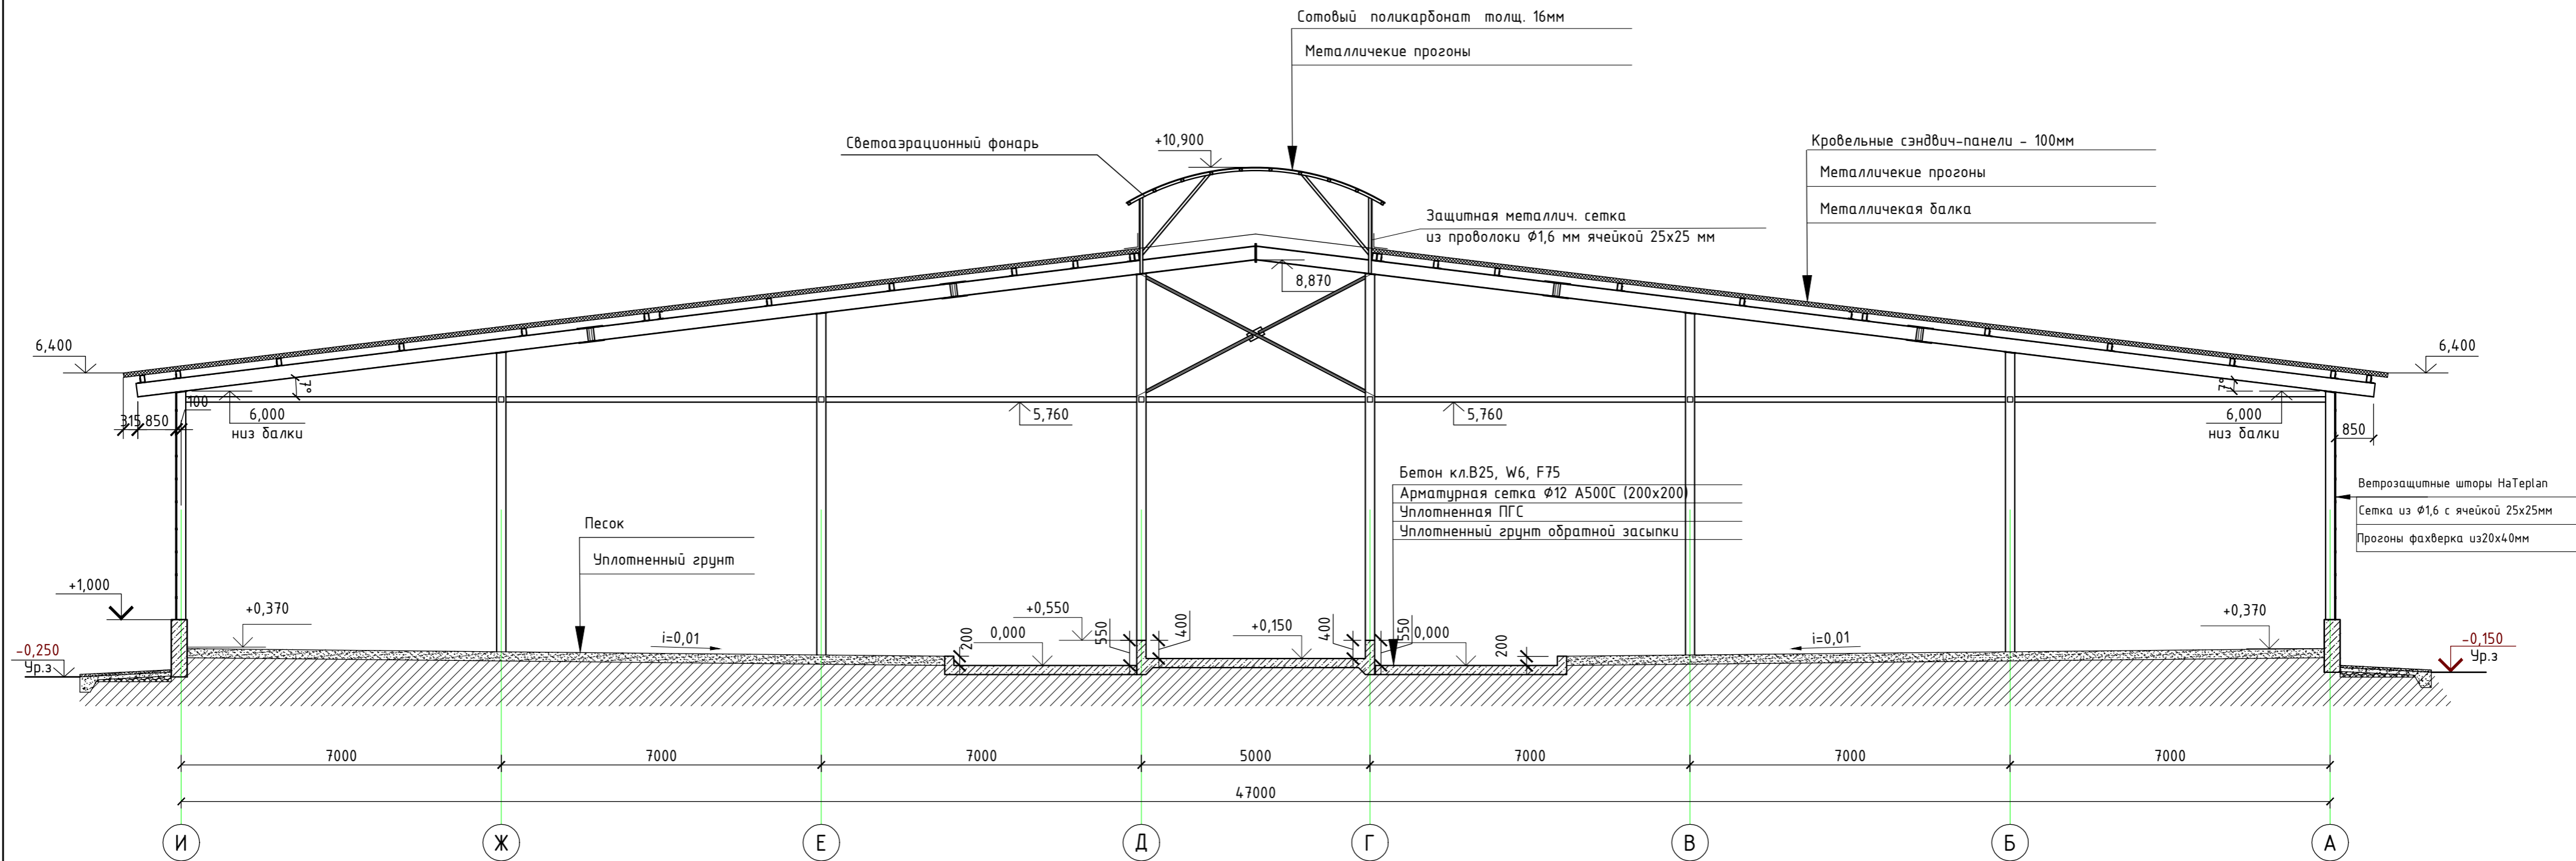 Сотовый поликарбонат толщ. 16мм
Металличекие прогоны
Светоаэрационный фонарь
+10,900
Кровельные сэндвич-панели - 100мм
Металличекие прогоны
Металличекая балка
Защитная металлич. сетка
из проволоки Ф1,6 мм ячейкой 25х25 мм
8,870
6,400
6,400
7°
7°
100
315
850
6,000
низ балки
5,760
5,760
6,000
низ балки
850
Бетон кл.В25, W6, F75
Арматурная сетка Ф12 А500С (200х200)
Уплотненная ПГС
Уплотненный грунт обратной засыпки
Ветрозащитные шторы HaTeplan
Сетка из Ф1,6 с ячейкой 25х25мм
Прогоны фахверка из20х40мм
Песок
Уплотненный грунт
+1,000
+0,370
i=0,01
200
0,000
+0,550
550
400
+0,150
400
550
0,000
200
i=0,01
+0,370
-0,250
Ур.з
-0,150
Ур.з
7000
7000
7000
5000
7000
7000
7000
47000
И
Ж
Е
Д
Г
В
Б
А